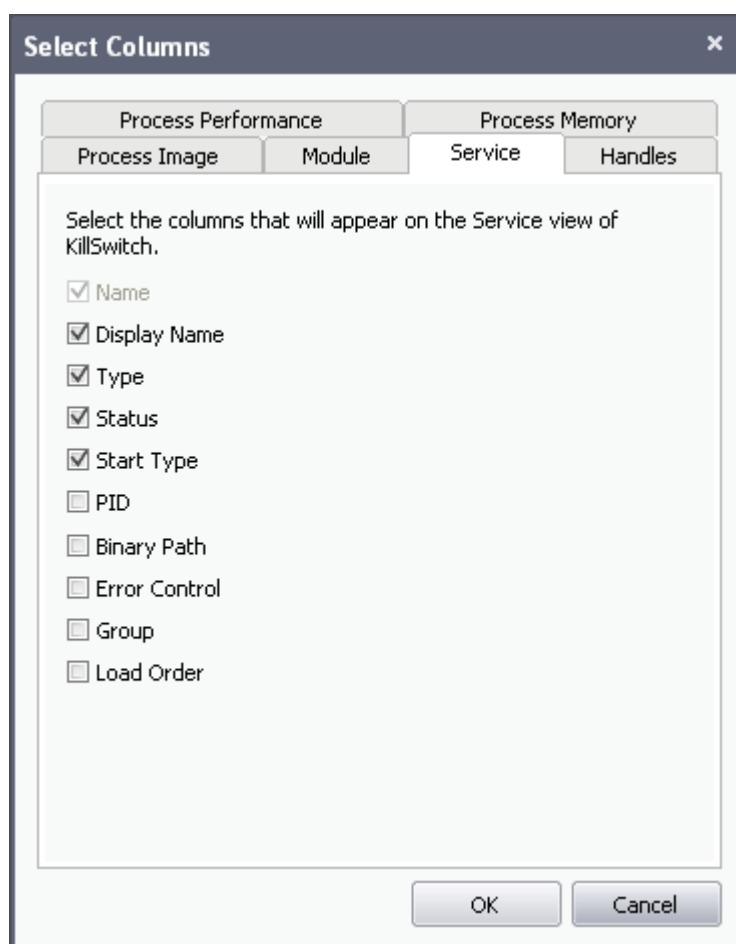 Select Columns
Process Performance
Process Memory
Process Image
Module
Service
Handles
Select the columns that will appear on the Service view of
KillSwitch.
Name
Display Name
Type
Status
Start Type
PID
Binary Path
Error Control
Group
Load Order
OK
Cancel